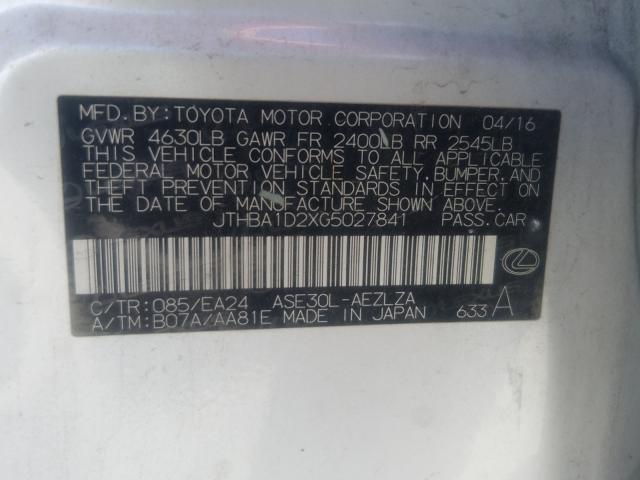 MFD.BY:TOYOTA MOTOR CORPORATION 04/16
GVWR 4630LB GAWR FR 2400LB RR 2545LB
THIS VEHICLE CONFORMS TO ALL APPLICABLE
FEDERAL MOTOR VEHICLE SAFETY,BUMPER,AND
THEFT PREVENTION STANDARDS IN EFFECT ON
THE DATE OF MANUFACTURE SHOWN ABOVE.
JTHBA1D2XG5027841 PASS.CAR
C/TR:085/EA24 ASE30L-AEZLZA
A/TM:B07A/AA81E MADE IN JAPAN 633 A